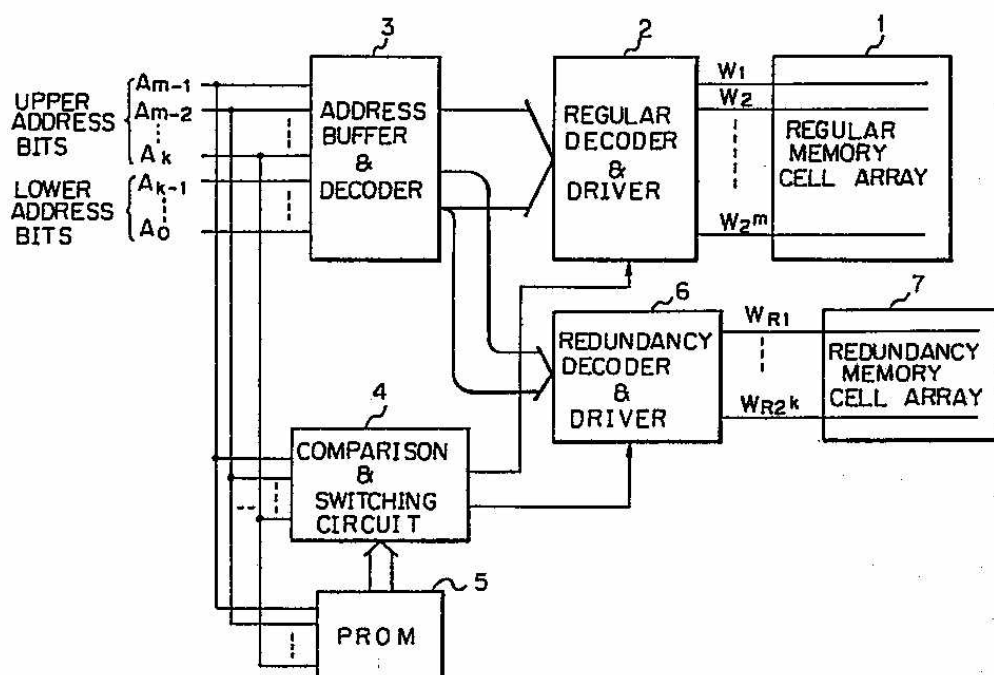 3
2
1
UPPER
ADDRESS
BITS
Am-1
Am-2
Ak
LOWER
ADDRESS
BITS
Ak-1
A0
ADDRESS
BUFFER
&
DECODER
REGULAR
DECODER
&
DRIVER
W1
W2
W2m
REGULAR
MEMORY
CELL ARRAY
6
7
REDUNDANCY
DECODER
&
DRIVER
WR1
WR2k
REDUNDANCY
MEMORY
CELL ARRAY
4
COMPARISON
&
SWITCHING
CIRCUIT
5
PROM